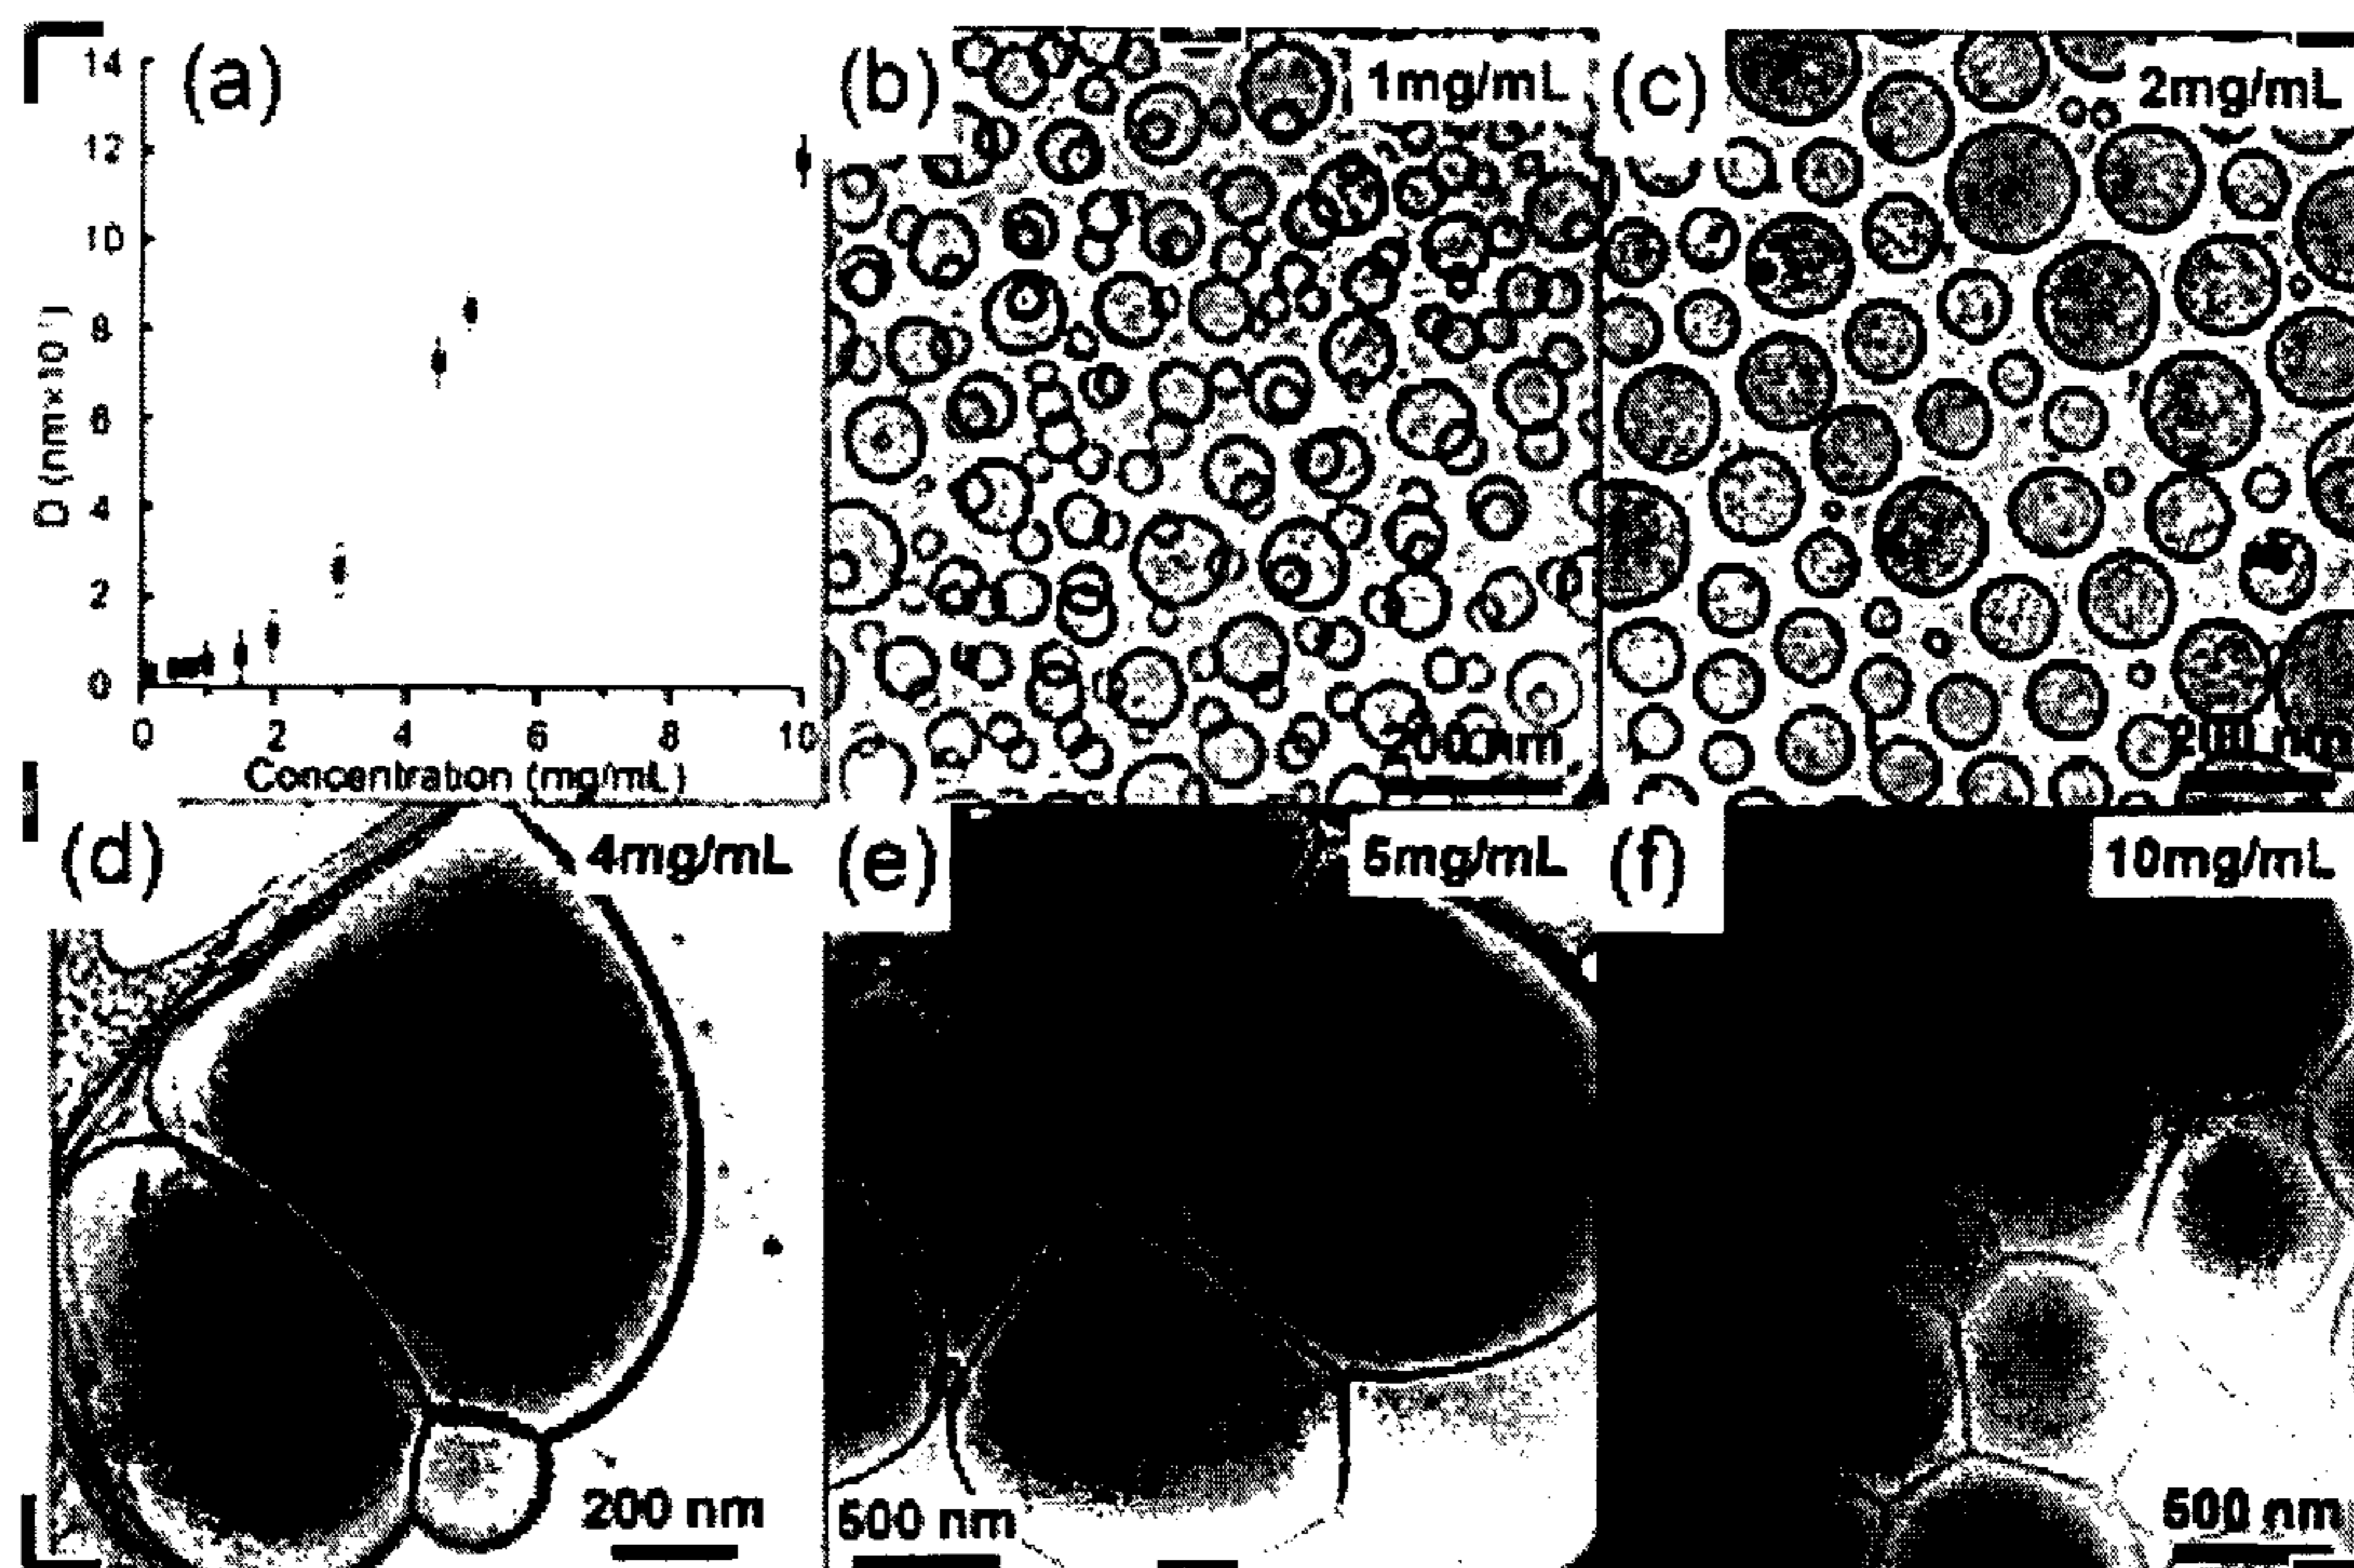 (a)
14
12
10
8
6
4
2
0
0 2 4 6 8 10
Concentration (mg/mL)
(b)
1mg/mL
200 nm
(c)
2mg/mL
200 nm
(d)
4mg/mL
200 nm
(e)
5mg/mL
500 nm
(f)
10mg/mL
500 nm